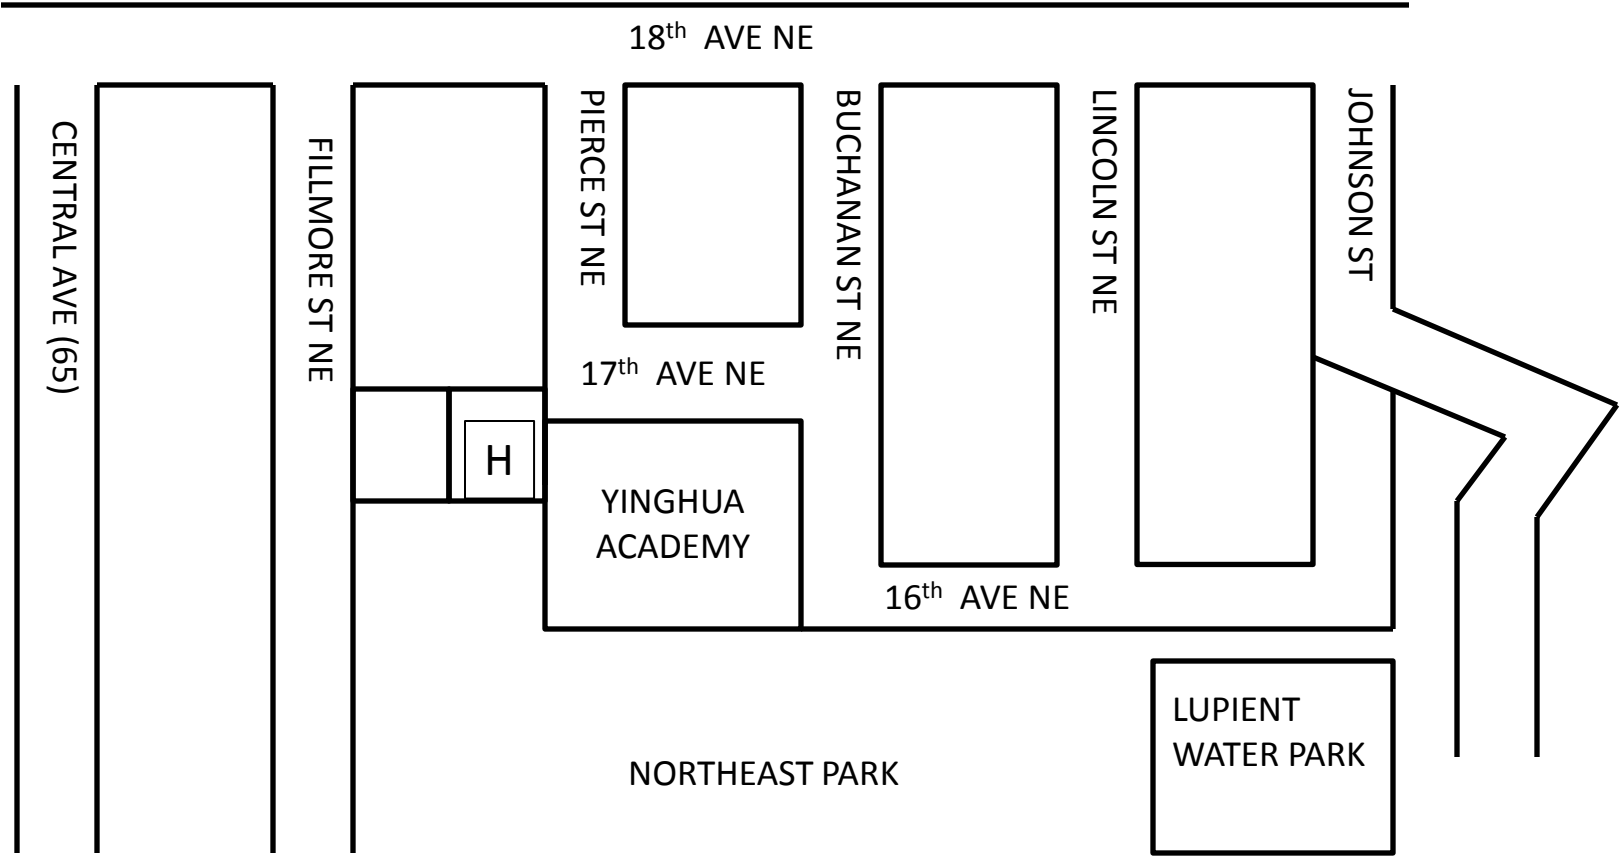 18th AVE NE
CENTRAL AVE (65)
FILLMORE ST NE
PIERCE ST NE
BUCHANAN ST NE
LINCOLN ST NE
JOHNSON ST
17th AVE NE
H
YINGHUA
ACADEMY
16th AVE NE
LUPIENT
WATER PARK
NORTHEAST PARK